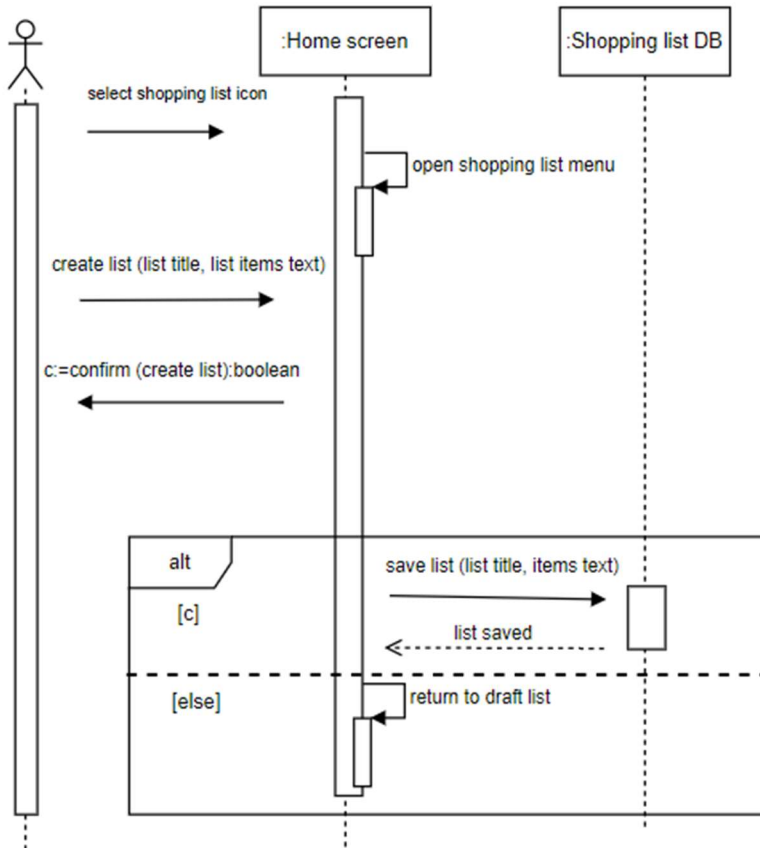 :Home screen
:Shopping list DB
select shopping list icon
open shopping list menu
create list (list title, list items text)
c:=confirm (create list):boolean
alt
save list (list title, items text)
[c]
list saved
[else]
return to draft list